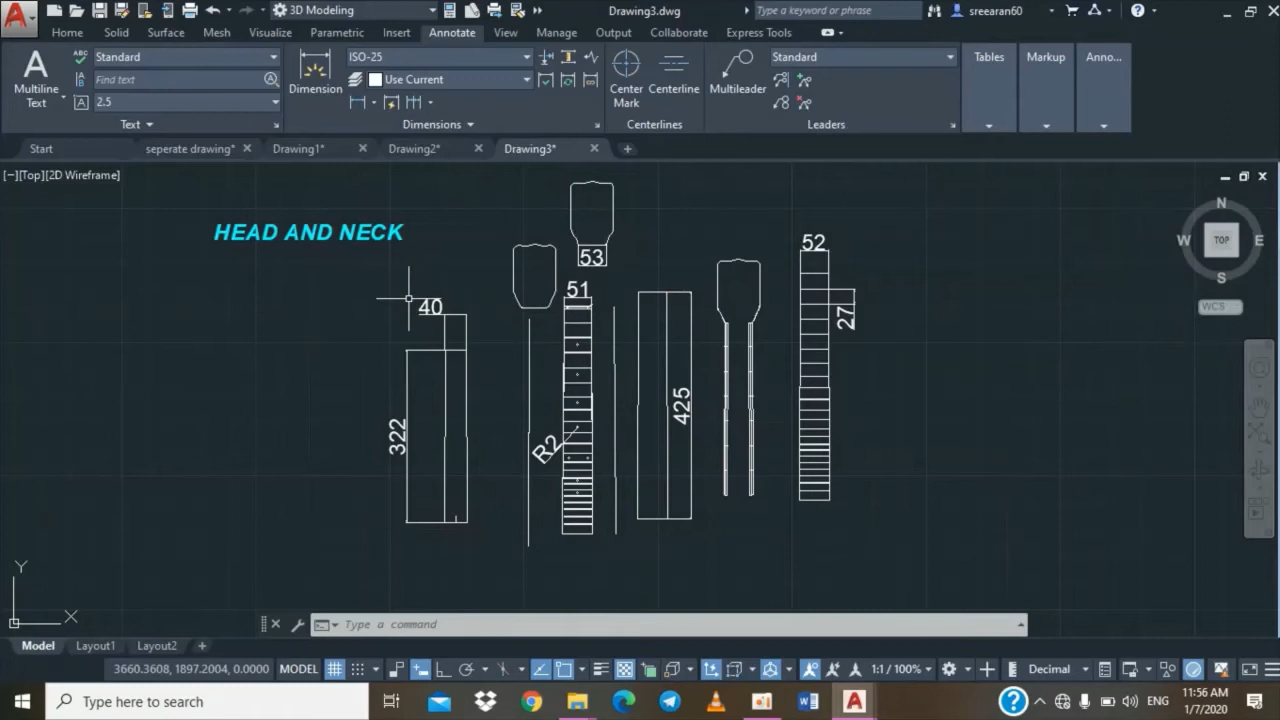 3D Modeling
Drawing3.dwg
Type a keyword or phrase
sreearan60
Home Solid Surface Mesh Visualize Parametric Insert Annotate View Manage Output Collaborate Express Tools
Multiline Text
Standard
Find text
2.5
Text
Dimension
ISO-25
Use Current
Dimensions
Center Mark
Centerline
Centerlines
Multileader
Standard
Leaders
Tables
Markup
Anno...
Start seperate drawing* Drawing1* Drawing2* Drawing3*
[−][Top][2D Wireframe]
N
W TOP E
S
WCS
HEAD AND NECK
53
52
51
40
27
425
322
R2
Y
X
Type a command
Model Layout1 Layout2
3660.3608, 1897.2004, 0.0000 MODEL 1:1 / 100% Decimal
Type here to search
ENG
11:56 AM
1/7/2020